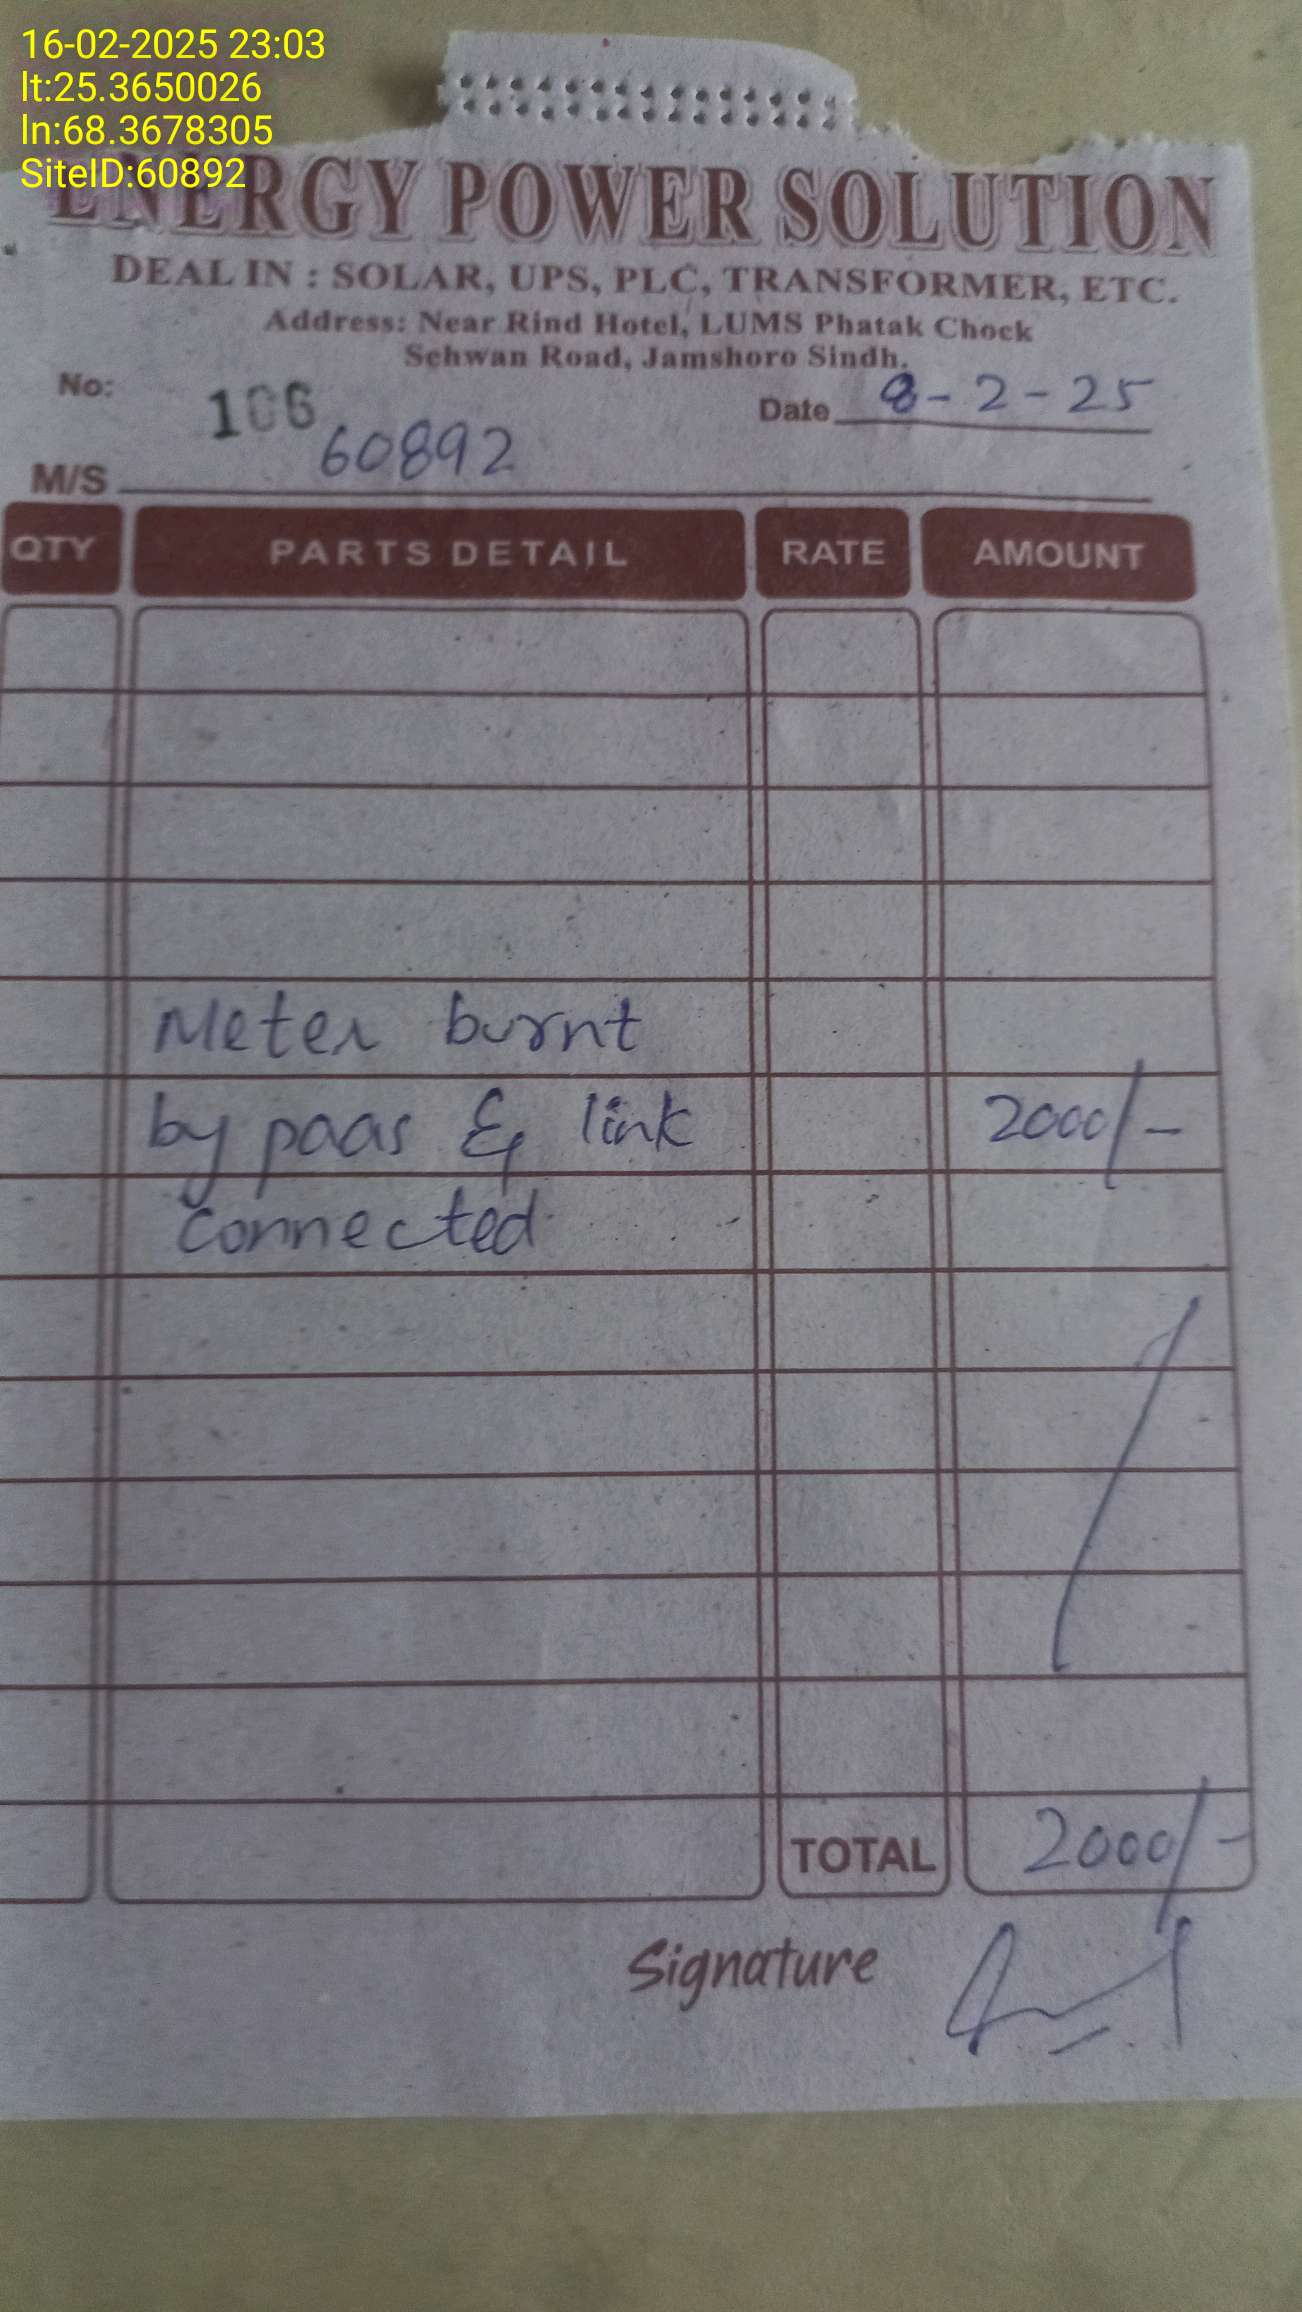 16-02-2025 23:03
lt:25.3650026
ln:68.3678305
SiteID:60892
ENERGY POWER SOLUTION
DEAL IN : SOLAR, UPS, PLC, TRANSFORMER, ETC.
Address: Near Rind Hotel, LUMS Phatak Chock
Sehwan Road, Jamshoro Sindh.
No: 106
Date 8-2-25
M/S 60892
QTY PARTS DETAIL RATE AMOUNT
Meter burnt
by paas & link 2000/-
connected
TOTAL 2000/-
Signature